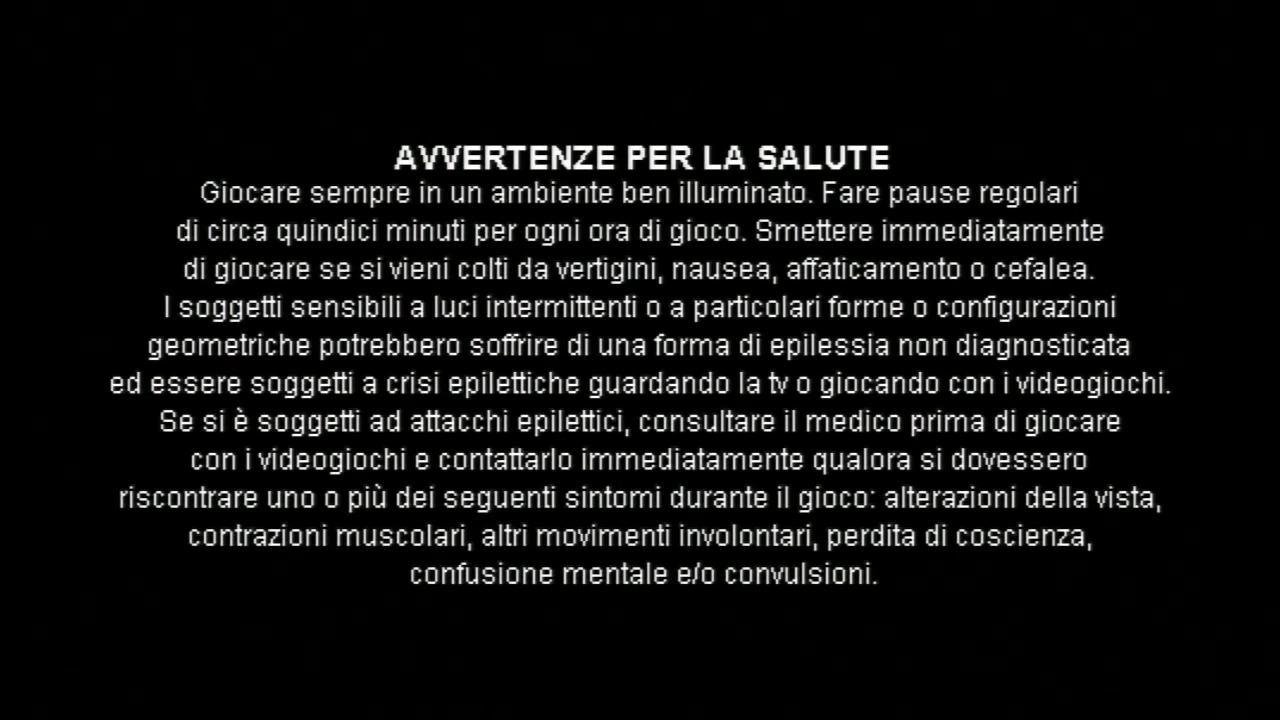 AVVERTENZE PER LA SALUTE
Giocare sempre in un ambiente ben illuminato. Fare pause regolari
di circa quindici minuti per ogni ora di gioco. Smettere immediatamente
di giocare se si vieni colti da vertigini, nausea, affaticamento o cefalea.
I soggetti sensibili a luci intermittenti o a particolari forme o configurazioni
geometriche potrebbero soffrire di una forma di epilessia non diagnosticata
ed essere soggetti a crisi epilettiche guardando la tv o giocando con i videogiochi.
Se si è soggetti ad attacchi epilettici, consultare il medico prima di giocare
con i videogiochi e contattarlo immediatamente qualora si dovessero
riscontrare uno o più dei seguenti sintomi durante il gioco: alterazioni della vista,
contrazioni muscolari, altri movimenti involontari, perdita di coscienza,
confusione mentale e/o convulsioni.